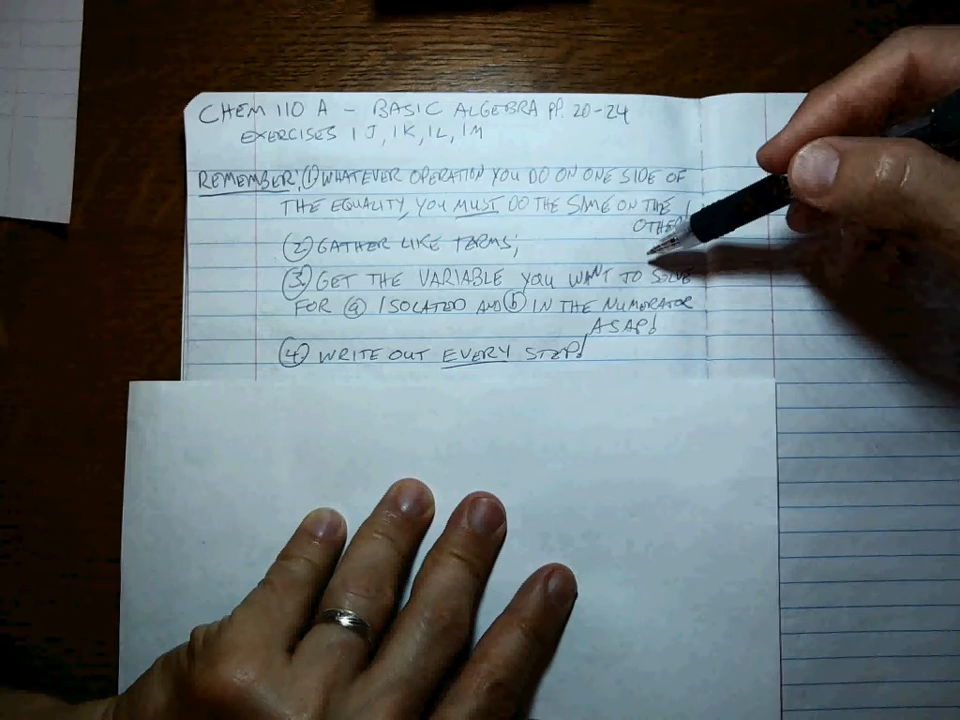 CHEM 110 A – BASIC ALGEBRA PP. 20-24
EXERCISES 1J, 1K, 1L, 1M
REMEMBER: ① WHATEVER OPERATION YOU DO ON ONE SIDE OF
THE EQUALITY, YOU MUST DO THE SAME ON THE
OTHER!
② GATHER LIKE TERMS;
③ GET THE VARIABLE YOU WANT TO SOLVE
FOR ⓐ ISOLATED AND ⓑ IN THE NUMERATOR
ASAP!
④ WRITE OUT EVERY STEP!